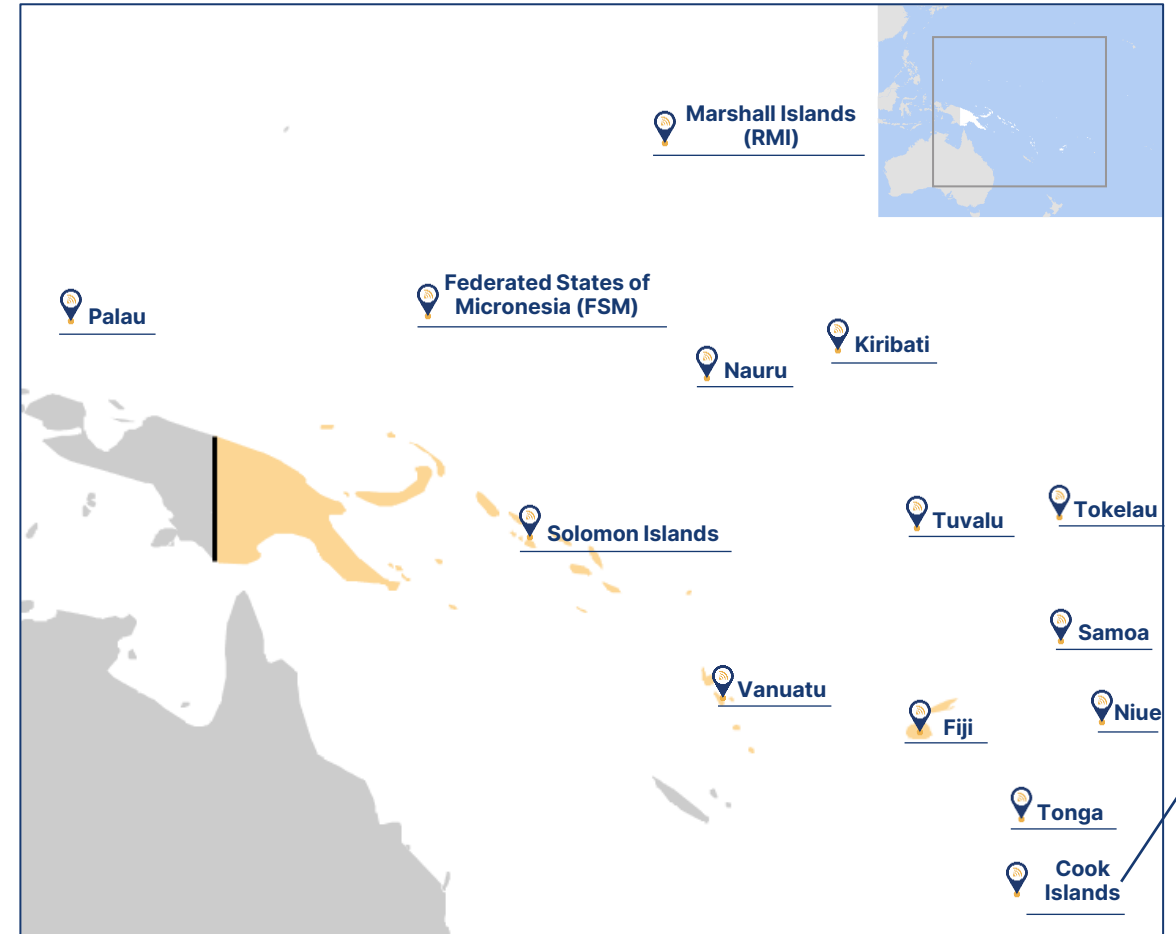 Marshall Islands
(RMI)
Federated States of
Micronesia (FSM)
Palau
Kiribati
Nauru
Tokelau
Tuvalu
Solomon Islands
Samoa
Vanuatu
Niue
Fiji
Tonga
Cook
Islands